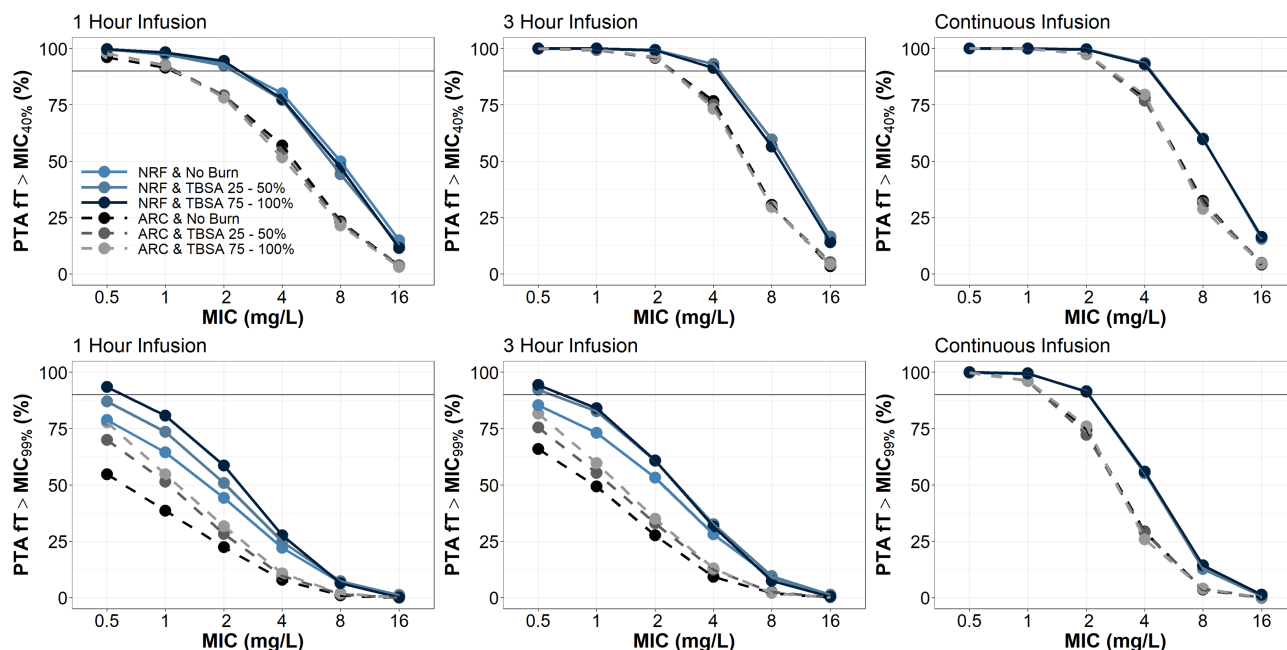 1 Hour Infusion
3 Hour Infusion
Continuous Infusion
PTA fT > MIC40% (%)
100
75
50
25
0
NRF & No Burn
NRF & TBSA 25 - 50%
NRF & TBSA 75 - 100%
ARC & No Burn
ARC & TBSA 25 - 50%
ARC & TBSA 75 - 100%
0.5 1 2 4 8 16
MIC (mg/L)
PTA fT > MIC40% (%)
100
75
50
25
0
0.5 1 2 4 8 16
MIC (mg/L)
PTA fT > MIC40% (%)
100
75
50
25
0
0.5 1 2 4 8 16
MIC (mg/L)
1 Hour Infusion
3 Hour Infusion
Continuous Infusion
PTA fT > MIC99% (%)
100
75
50
25
0
0.5 1 2 4 8 16
MIC (mg/L)
PTA fT > MIC99% (%)
100
75
50
25
0
0.5 1 2 4 8 16
MIC (mg/L)
PTA fT > MIC99% (%)
100
75
50
25
0
0.5 1 2 4 8 16
MIC (mg/L)